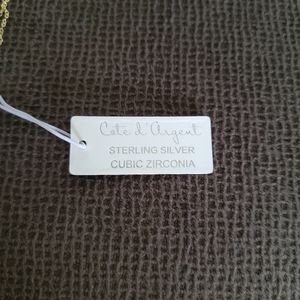 Cote d'Argent
STERLING SILVER
CUBIC ZIRCONIA